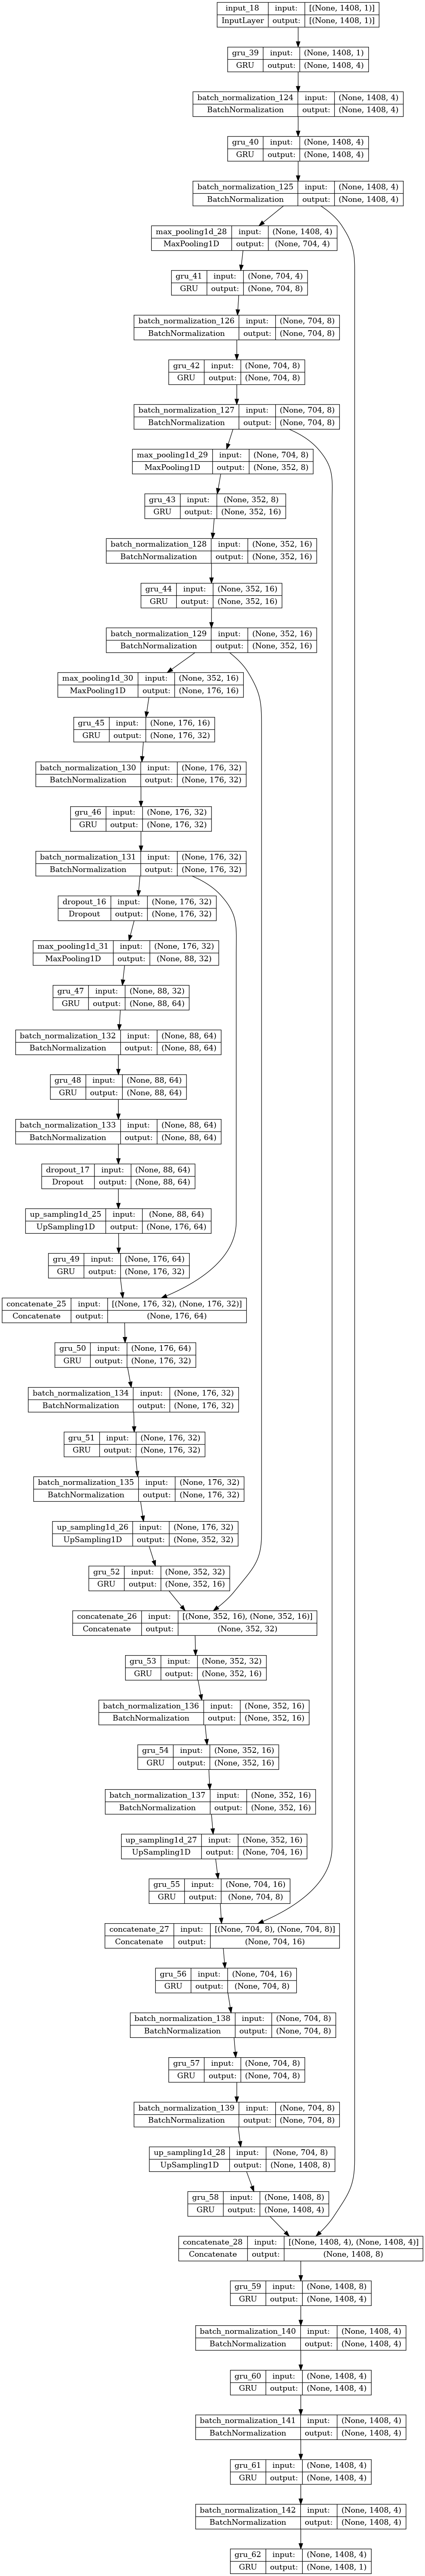 input_18 input: [(None, 1408, 1)]
InputLayer output: [(None, 1408, 1)]
gru_39 input: (None, 1408, 1)
GRU output: (None, 1408, 4)
batch_normalization_124 input: (None, 1408, 4)
BatchNormalization output: (None, 1408, 4)
gru_40 input: (None, 1408, 4)
GRU output: (None, 1408, 4)
batch_normalization_125 input: (None, 1408, 4)
BatchNormalization output: (None, 1408, 4)
max_pooling1d_28 input: (None, 1408, 4)
MaxPooling1D output: (None, 704, 4)
gru_41 input: (None, 704, 4)
GRU output: (None, 704, 8)
batch_normalization_126 input: (None, 704, 8)
BatchNormalization output: (None, 704, 8)
gru_42 input: (None, 704, 8)
GRU output: (None, 704, 8)
batch_normalization_127 input: (None, 704, 8)
BatchNormalization output: (None, 704, 8)
max_pooling1d_29 input: (None, 704, 8)
MaxPooling1D output: (None, 352, 8)
gru_43 input: (None, 352, 8)
GRU output: (None, 352, 16)
batch_normalization_128 input: (None, 352, 16)
BatchNormalization output: (None, 352, 16)
gru_44 input: (None, 352, 16)
GRU output: (None, 352, 16)
batch_normalization_129 input: (None, 352, 16)
BatchNormalization output: (None, 352, 16)
max_pooling1d_30 input: (None, 352, 16)
MaxPooling1D output: (None, 176, 16)
gru_45 input: (None, 176, 16)
GRU output: (None, 176, 32)
batch_normalization_130 input: (None, 176, 32)
BatchNormalization output: (None, 176, 32)
gru_46 input: (None, 176, 32)
GRU output: (None, 176, 32)
batch_normalization_131 input: (None, 176, 32)
BatchNormalization output: (None, 176, 32)
dropout_16 input: (None, 176, 32)
Dropout output: (None, 176, 32)
max_pooling1d_31 input: (None, 176, 32)
MaxPooling1D output: (None, 88, 32)
gru_47 input: (None, 88, 32)
GRU output: (None, 88, 64)
batch_normalization_132 input: (None, 88, 64)
BatchNormalization output: (None, 88, 64)
gru_48 input: (None, 88, 64)
GRU output: (None, 88, 64)
batch_normalization_133 input: (None, 88, 64)
BatchNormalization output: (None, 88, 64)
dropout_17 input: (None, 88, 64)
Dropout output: (None, 88, 64)
up_sampling1d_25 input: (None, 88, 64)
UpSampling1D output: (None, 176, 64)
gru_49 input: (None, 176, 64)
GRU output: (None, 176, 32)
concatenate_25 input: [(None, 176, 32), (None, 176, 32)]
Concatenate output: (None, 176, 64)
gru_50 input: (None, 176, 64)
GRU output: (None, 176, 32)
batch_normalization_134 input: (None, 176, 32)
BatchNormalization output: (None, 176, 32)
gru_51 input: (None, 176, 32)
GRU output: (None, 176, 32)
batch_normalization_135 input: (None, 176, 32)
BatchNormalization output: (None, 176, 32)
up_sampling1d_26 input: (None, 176, 32)
UpSampling1D output: (None, 352, 32)
gru_52 input: (None, 352, 32)
GRU output: (None, 352, 16)
concatenate_26 input: [(None, 352, 16), (None, 352, 16)]
Concatenate output: (None, 352, 32)
gru_53 input: (None, 352, 32)
GRU output: (None, 352, 16)
batch_normalization_136 input: (None, 352, 16)
BatchNormalization output: (None, 352, 16)
gru_54 input: (None, 352, 16)
GRU output: (None, 352, 16)
batch_normalization_137 input: (None, 352, 16)
BatchNormalization output: (None, 352, 16)
up_sampling1d_27 input: (None, 352, 16)
UpSampling1D output: (None, 704, 16)
gru_55 input: (None, 704, 16)
GRU output: (None, 704, 8)
concatenate_27 input: [(None, 704, 8), (None, 704, 8)]
Concatenate output: (None, 704, 16)
gru_56 input: (None, 704, 16)
GRU output: (None, 704, 8)
batch_normalization_138 input: (None, 704, 8)
BatchNormalization output: (None, 704, 8)
gru_57 input: (None, 704, 8)
GRU output: (None, 704, 8)
batch_normalization_139 input: (None, 704, 8)
BatchNormalization output: (None, 704, 8)
up_sampling1d_28 input: (None, 704, 8)
UpSampling1D output: (None, 1408, 8)
gru_58 input: (None, 1408, 8)
GRU output: (None, 1408, 4)
concatenate_28 input: [(None, 1408, 4), (None, 1408, 4)]
Concatenate output: (None, 1408, 8)
gru_59 input: (None, 1408, 8)
GRU output: (None, 1408, 4)
batch_normalization_140 input: (None, 1408, 4)
BatchNormalization output: (None, 1408, 4)
gru_60 input: (None, 1408, 4)
GRU output: (None, 1408, 4)
batch_normalization_141 input: (None, 1408, 4)
BatchNormalization output: (None, 1408, 4)
gru_61 input: (None, 1408, 4)
GRU output: (None, 1408, 4)
batch_normalization_142 input: (None, 1408, 4)
BatchNormalization output: (None, 1408, 4)
gru_62 input: (None, 1408, 4)
GRU output: (None, 1408, 1)